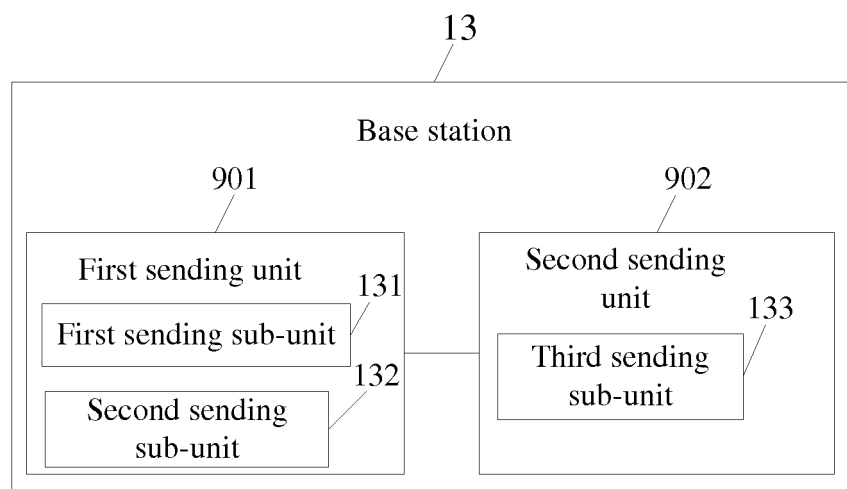 13
Base station
901
First sending unit
131
First sending sub-unit
132
Second sending
sub-unit
902
Second sending
unit
133
Third sending
sub-unit